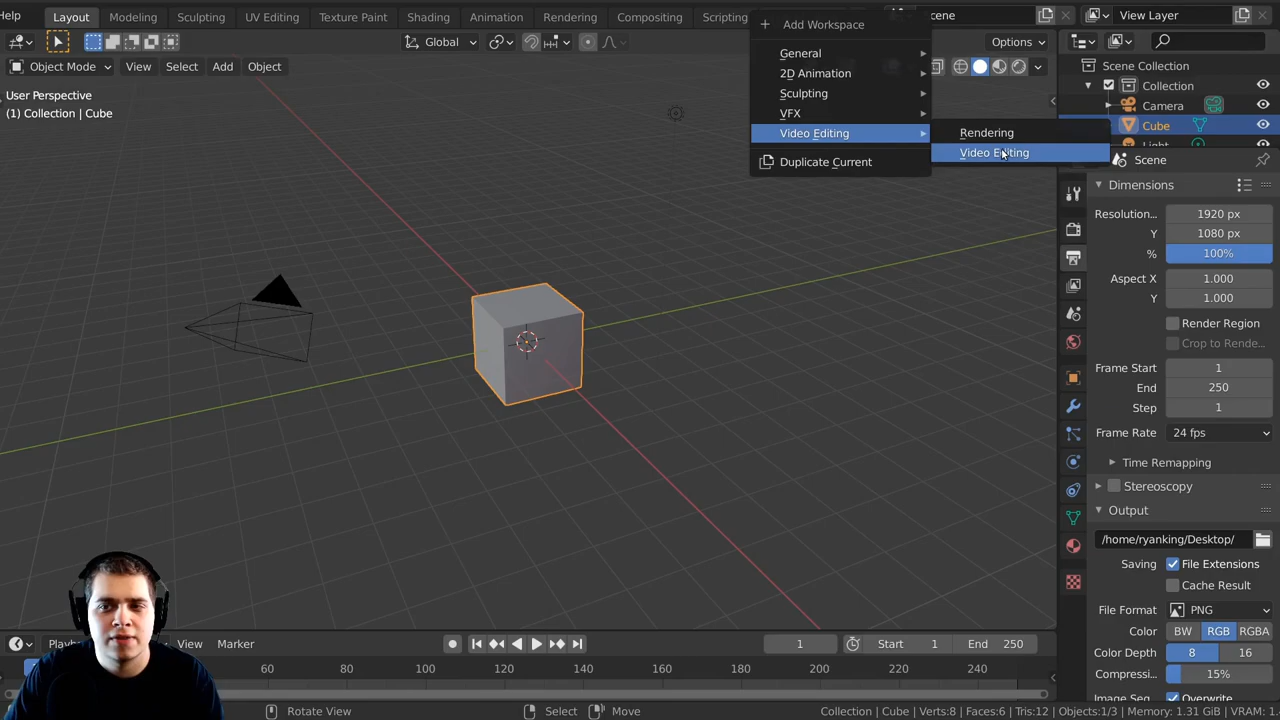 Help Layout Modeling Sculpting UV Editing Texture Paint Shading Animation Rendering Compositing Scripting
cene View Layer
Add Workspace
General
2D Animation
Sculpting
VFX
Video Editing
Duplicate Current
Rendering
Video Editing
Global
Options
Object Mode View Select Add Object
User Perspective
(1) Collection | Cube
Scene Collection
Collection
Camera
Cube
Scene
Dimensions
Resolution... 1920 px
Y 1080 px
% 100%
Aspect X 1.000
Y 1.000
Render Region
Crop to Rende...
Frame Start 1
End 250
Step 1
Frame Rate 24 fps
Time Remapping
Stereoscopy
Output
/home/ryanking/Desktop/
Saving File Extensions
Cache Result
File Format PNG
Color BW RGB RGBA
Color Depth 8 16
Compressi... 15%
Image Seq... Overwrite
View Marker 1 Start 1 End 250
60 80 100 120 140 160 180 200 220 240
Rotate View Select Move Collection | Cube | Verts:8 | Faces:6 | Tris:12 | Objects:1/3 | Memory: 1.31 GiB | VRAM: 1.